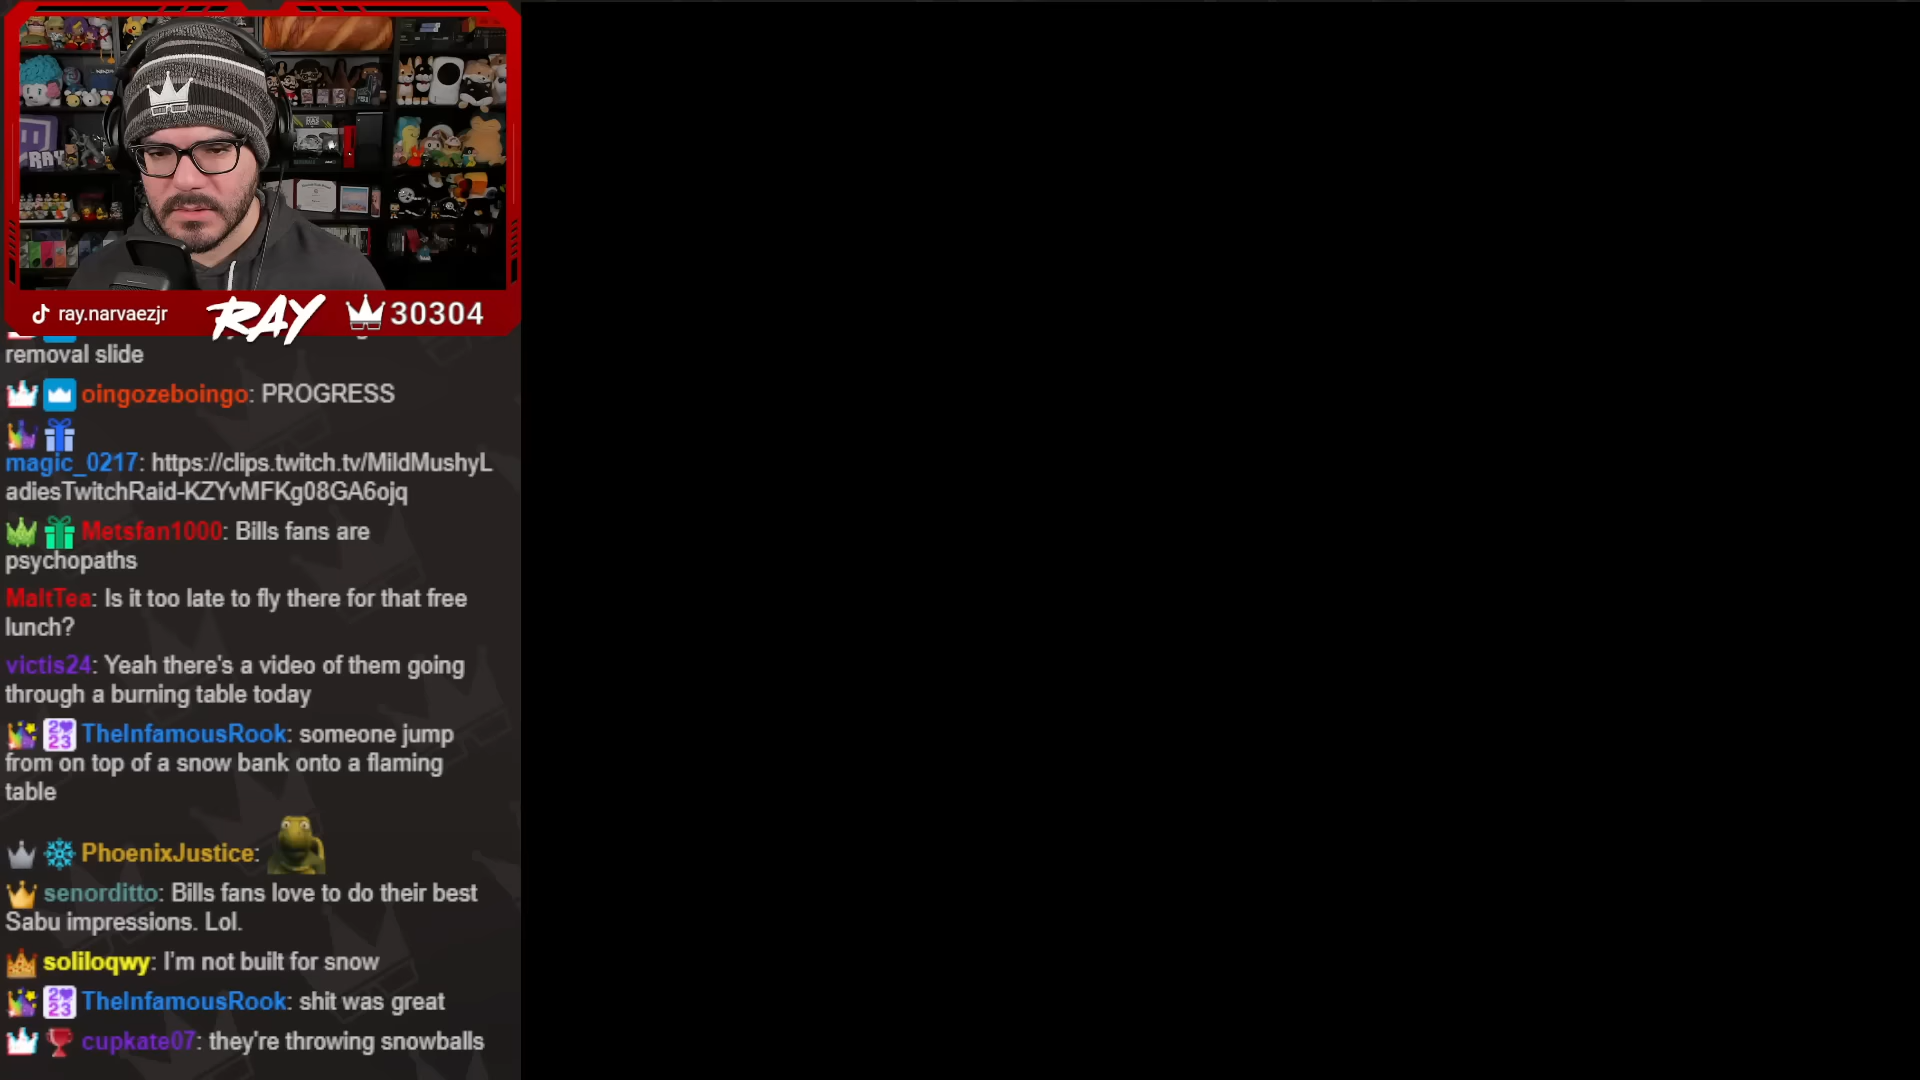 ray.narvaezjr
RAY
30304
removal slide
oingozeboingo: PROGRESS
magic_0217: https://clips.twitch.tv/MildMushyL
adiesTwitchRaid-KZYvMFKg08GA6ojq
Metsfan1000: Bills fans are
psychopaths
MaltTea: Is it too late to fly there for that free
lunch?
victis24: Yeah there's a video of them going
through a burning table today
TheInfamousRook: someone jump
from on top of a snow bank onto a flaming
table
PhoenixJustice:
senorditto: Bills fans love to do their best
Sabu impressions. Lol.
soliloqwy: I'm not built for snow
TheInfamousRook: shit was great
cupkate07: they're throwing snowballs